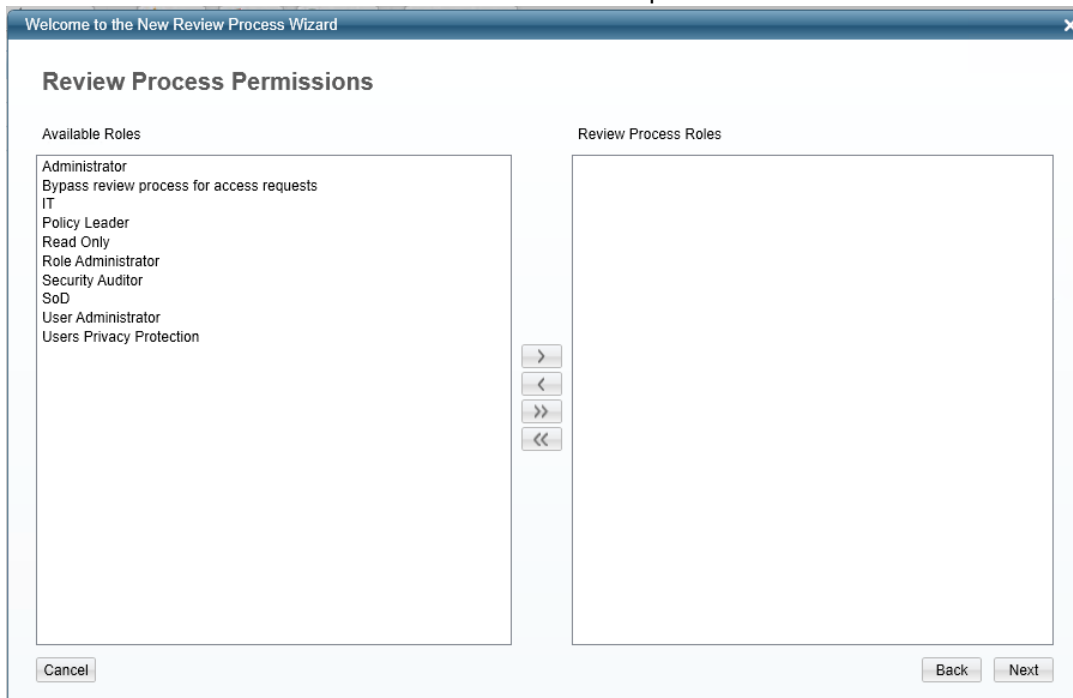 Welcome to the New Review Process Wizard
Review Process Permissions
Available Roles
Review Process Roles
Administrator
Bypass review process for access requests
IT
Policy Leader
Read Only
Role Administrator
Security Auditor
SoD
User Administrator
Users Privacy Protection
>
<
>>
<<
Cancel
Back
Next